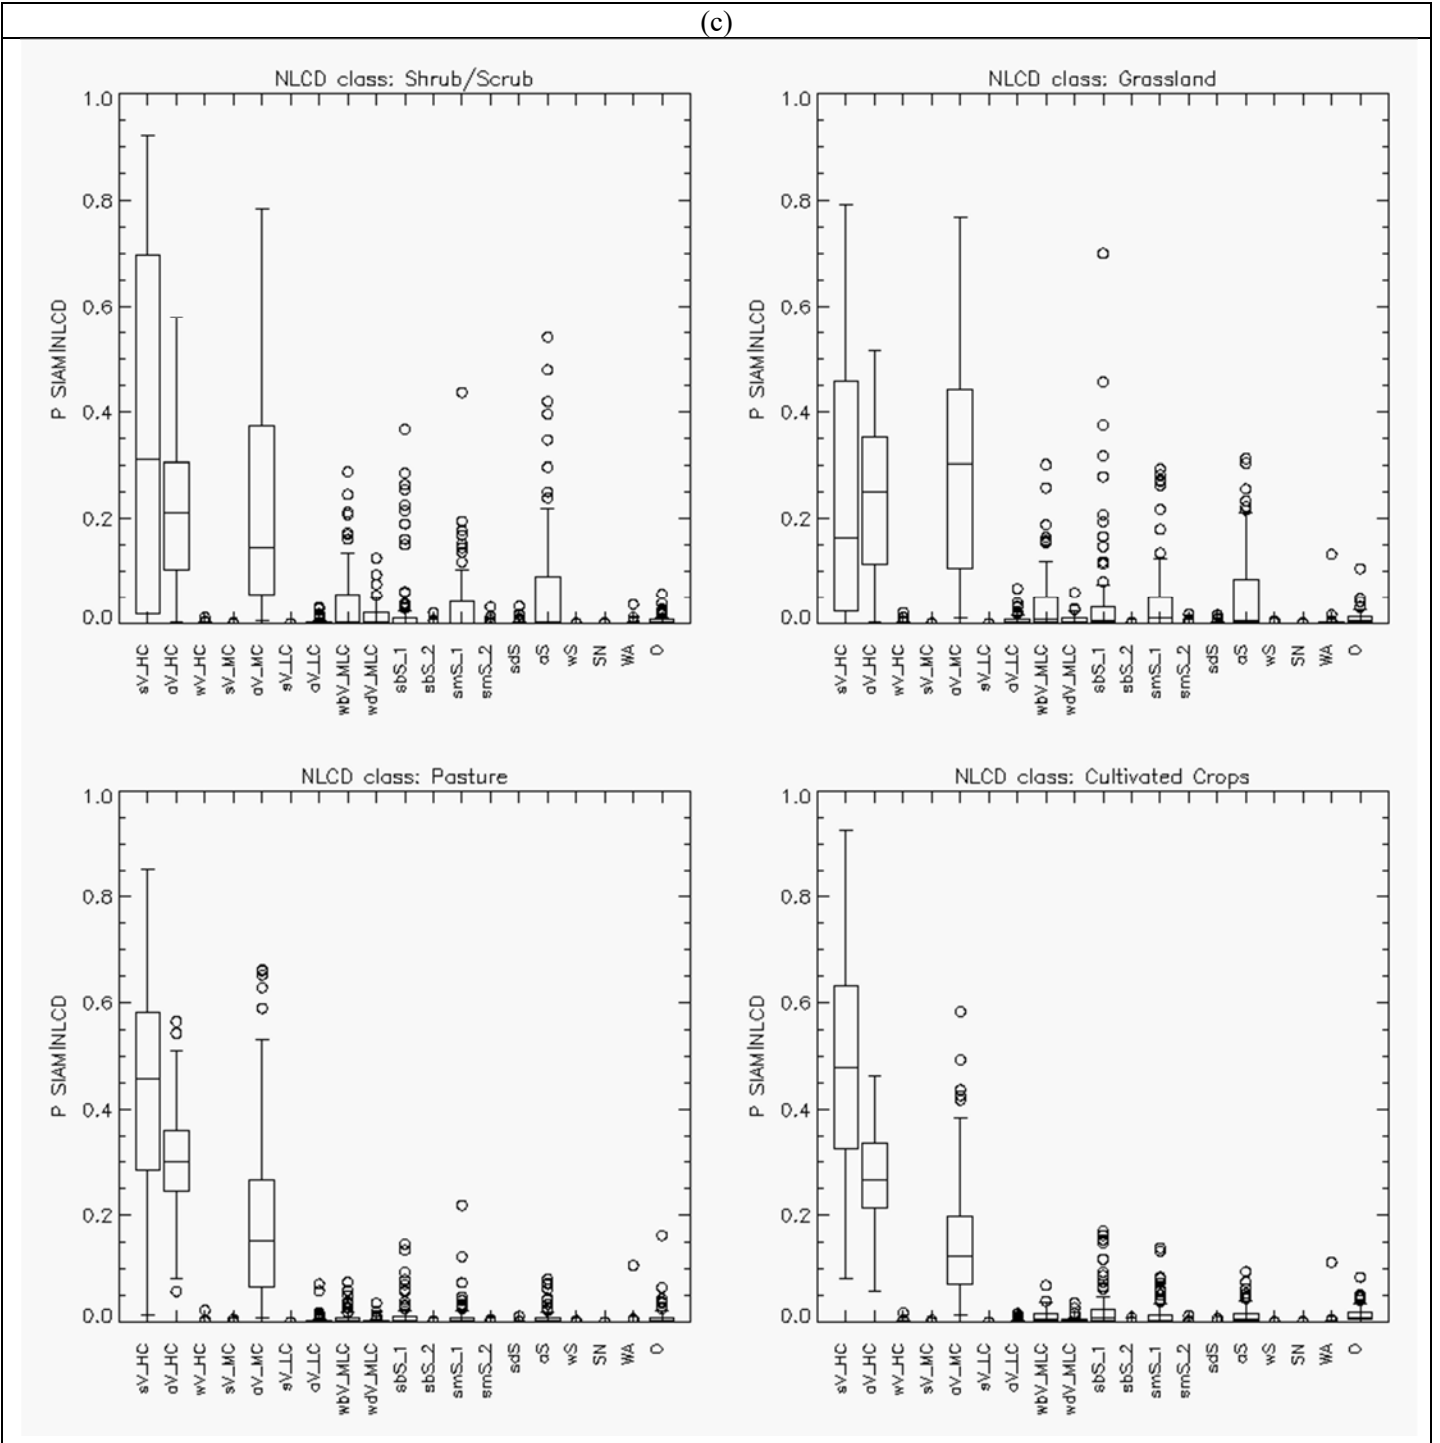 (c)
NLCD class: Shrub/Scrub
1.0
0.8
0.6
0.4
0.2
0.0
P SIAM|NLCD
sV_HC
aV_HC
wV_HC
sV_MC
aV_MC
sV_LC
aV_LC
wbV_MLC
wdV_MLC
sbS_1
sbS_2
smS_1
smS_2
sdS
aS
wS
SN
WA
O
NLCD class: Grassland
1.0
0.8
0.6
0.4
0.2
0.0
P SIAM|NLCD
sV_HC
aV_HC
wV_HC
sV_MC
aV_MC
sV_LC
aV_LC
wbV_MLC
wdV_MLC
sbS_1
sbS_2
smS_1
smS_2
sdS
aS
wS
SN
WA
O
NLCD class: Pasture
1.0
0.8
0.6
0.4
0.2
0.0
P SIAM|NLCD
sV_HC
aV_HC
wV_HC
sV_MC
aV_MC
sV_LC
aV_LC
wbV_MLC
wdV_MLC
sbS_1
sbS_2
smS_1
smS_2
sdS
aS
wS
SN
WA
O
NLCD class: Cultivated Crops
1.0
0.8
0.6
0.4
0.2
0.0
P SIAM|NLCD
sV_HC
aV_HC
wV_HC
sV_MC
aV_MC
sV_LC
aV_LC
wbV_MLC
wdV_MLC
sbS_1
sbS_2
smS_1
smS_2
sdS
aS
wS
SN
WA
O